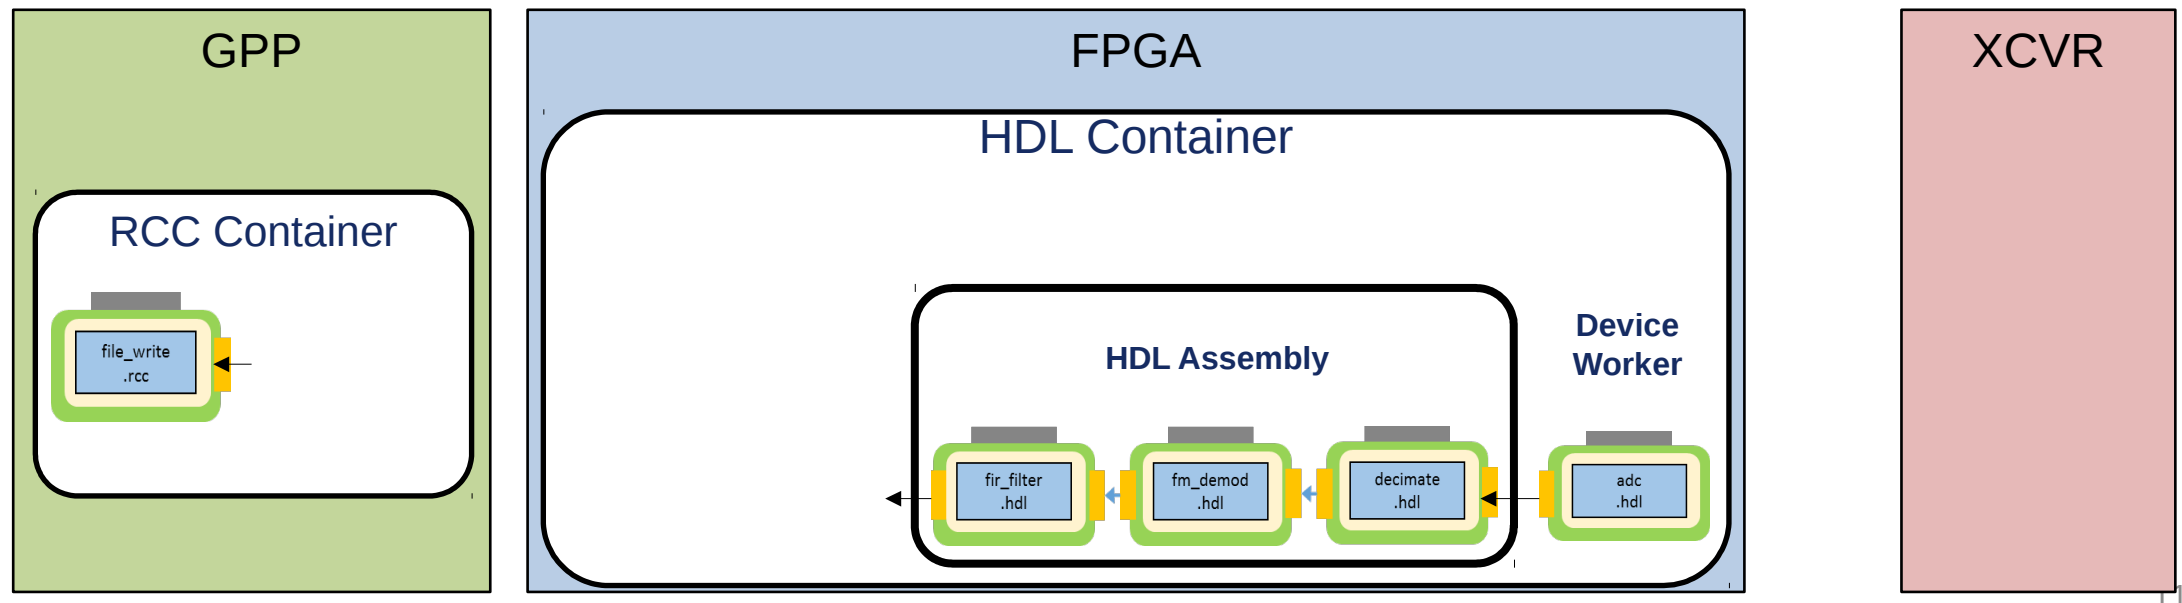 GPP
RCC Container
file_write
.rcc
FPGA
HDL Container
HDL Assembly
Device
Worker
fir_filter
.hdl
fm_demod
.hdl
decimate
.hdl
adc
.hdl
XCVR